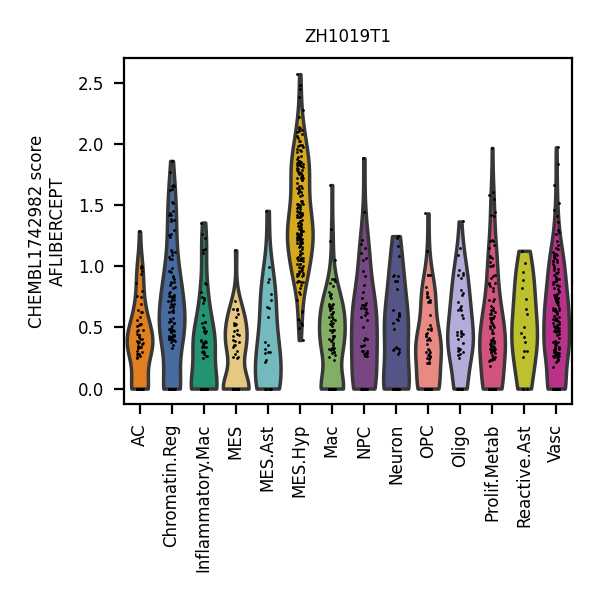 ZH1019T1
CHEMBL1742982 score
AFLIBERCEPT
2.5
2.0
1.5
1.0
0.5
0.0
AC
Chromatin.Reg
Inflammatory.Mac
MES
MES.Ast
MES.Hyp
Mac
NPC
Neuron
OPC
Oligo
Prolif.Metab
Reactive.Ast
Vasc